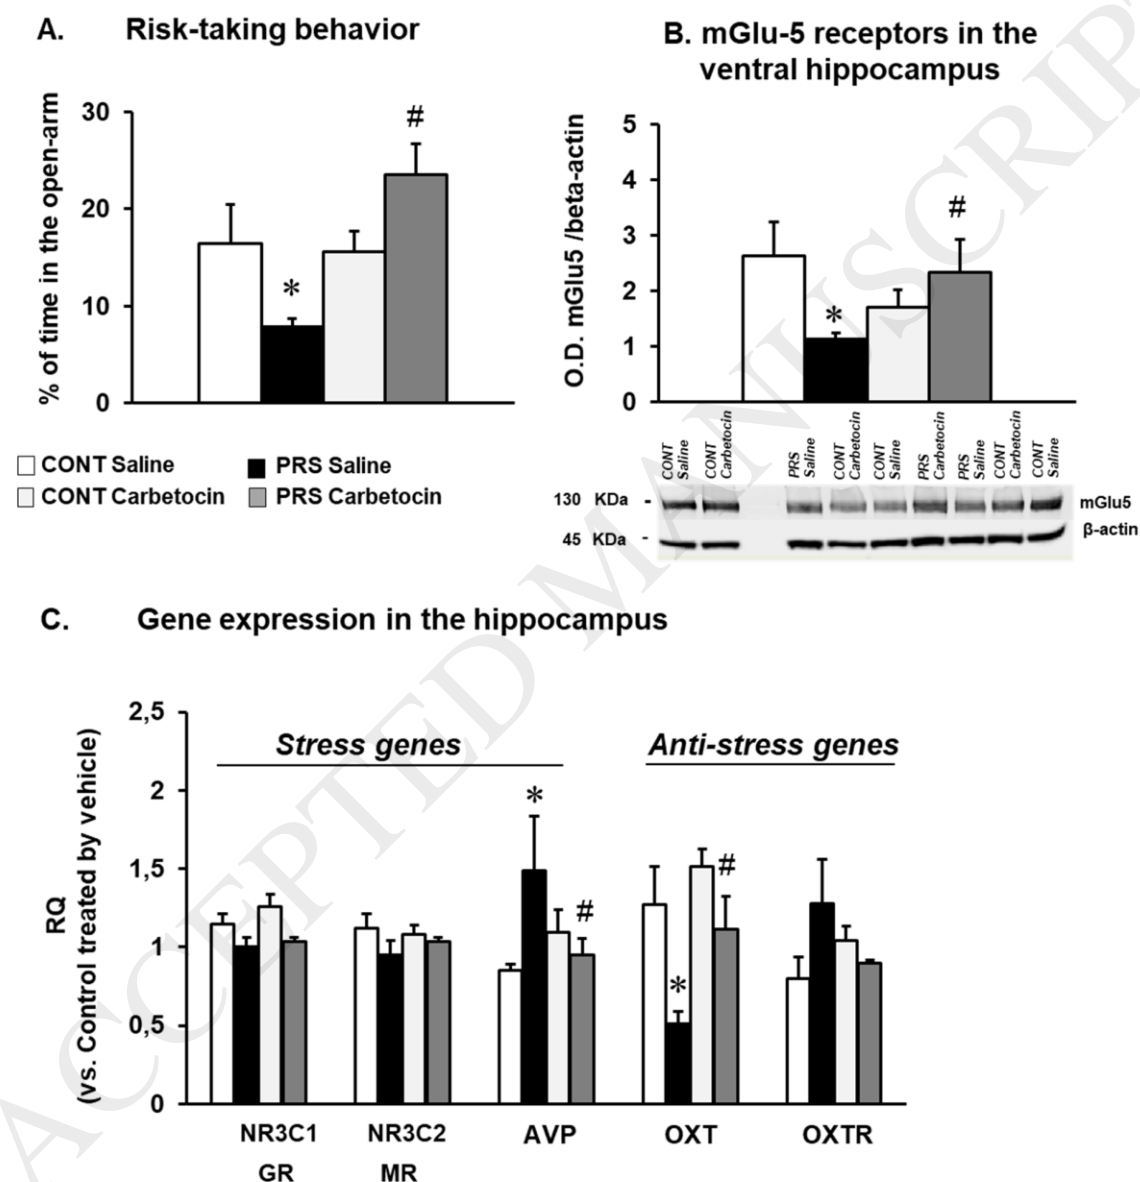 A. Risk-taking behavior
B. mGlu-5 receptors in the
ventral hippocampus
% of time in the open-arm
30
20
10
0
#
*
O.D. mGlu5 /beta-actin
5
4
3
2
1
0
#
*
CONT Saline
PRS Saline
CONT Carbetocin
PRS Carbetocin
CONT
Saline
CONT
Carbetocin
PRS
Saline
CONT
Carbetocin
CONT
Saline
PRS
Carbetocin
PRS
Saline
CONT
Carbetocin
CONT
Saline
130 KDa -
mGlu5
45 KDa -
β-actin
C. Gene expression in the hippocampus
RQ
(vs. Control treated by vehicle)
2,5
2
1,5
1
0,5
0
Stress genes
Anti-stress genes
*
#
*
#
NR3C1
NR3C2
AVP
OXT
OXTR
GR
MR
ACCEPTED MANUSCRIPT